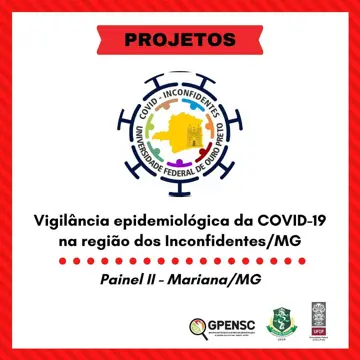 PROJETOS
COVID - INCONFIDENTES
UNIVERSIDADE FEDERAL DE OURO PRETO
Vigilância epidemiológica da COVID-19
na região dos Inconfidentes/MG
Painel II - Mariana/MG
GPENSC
UFOP